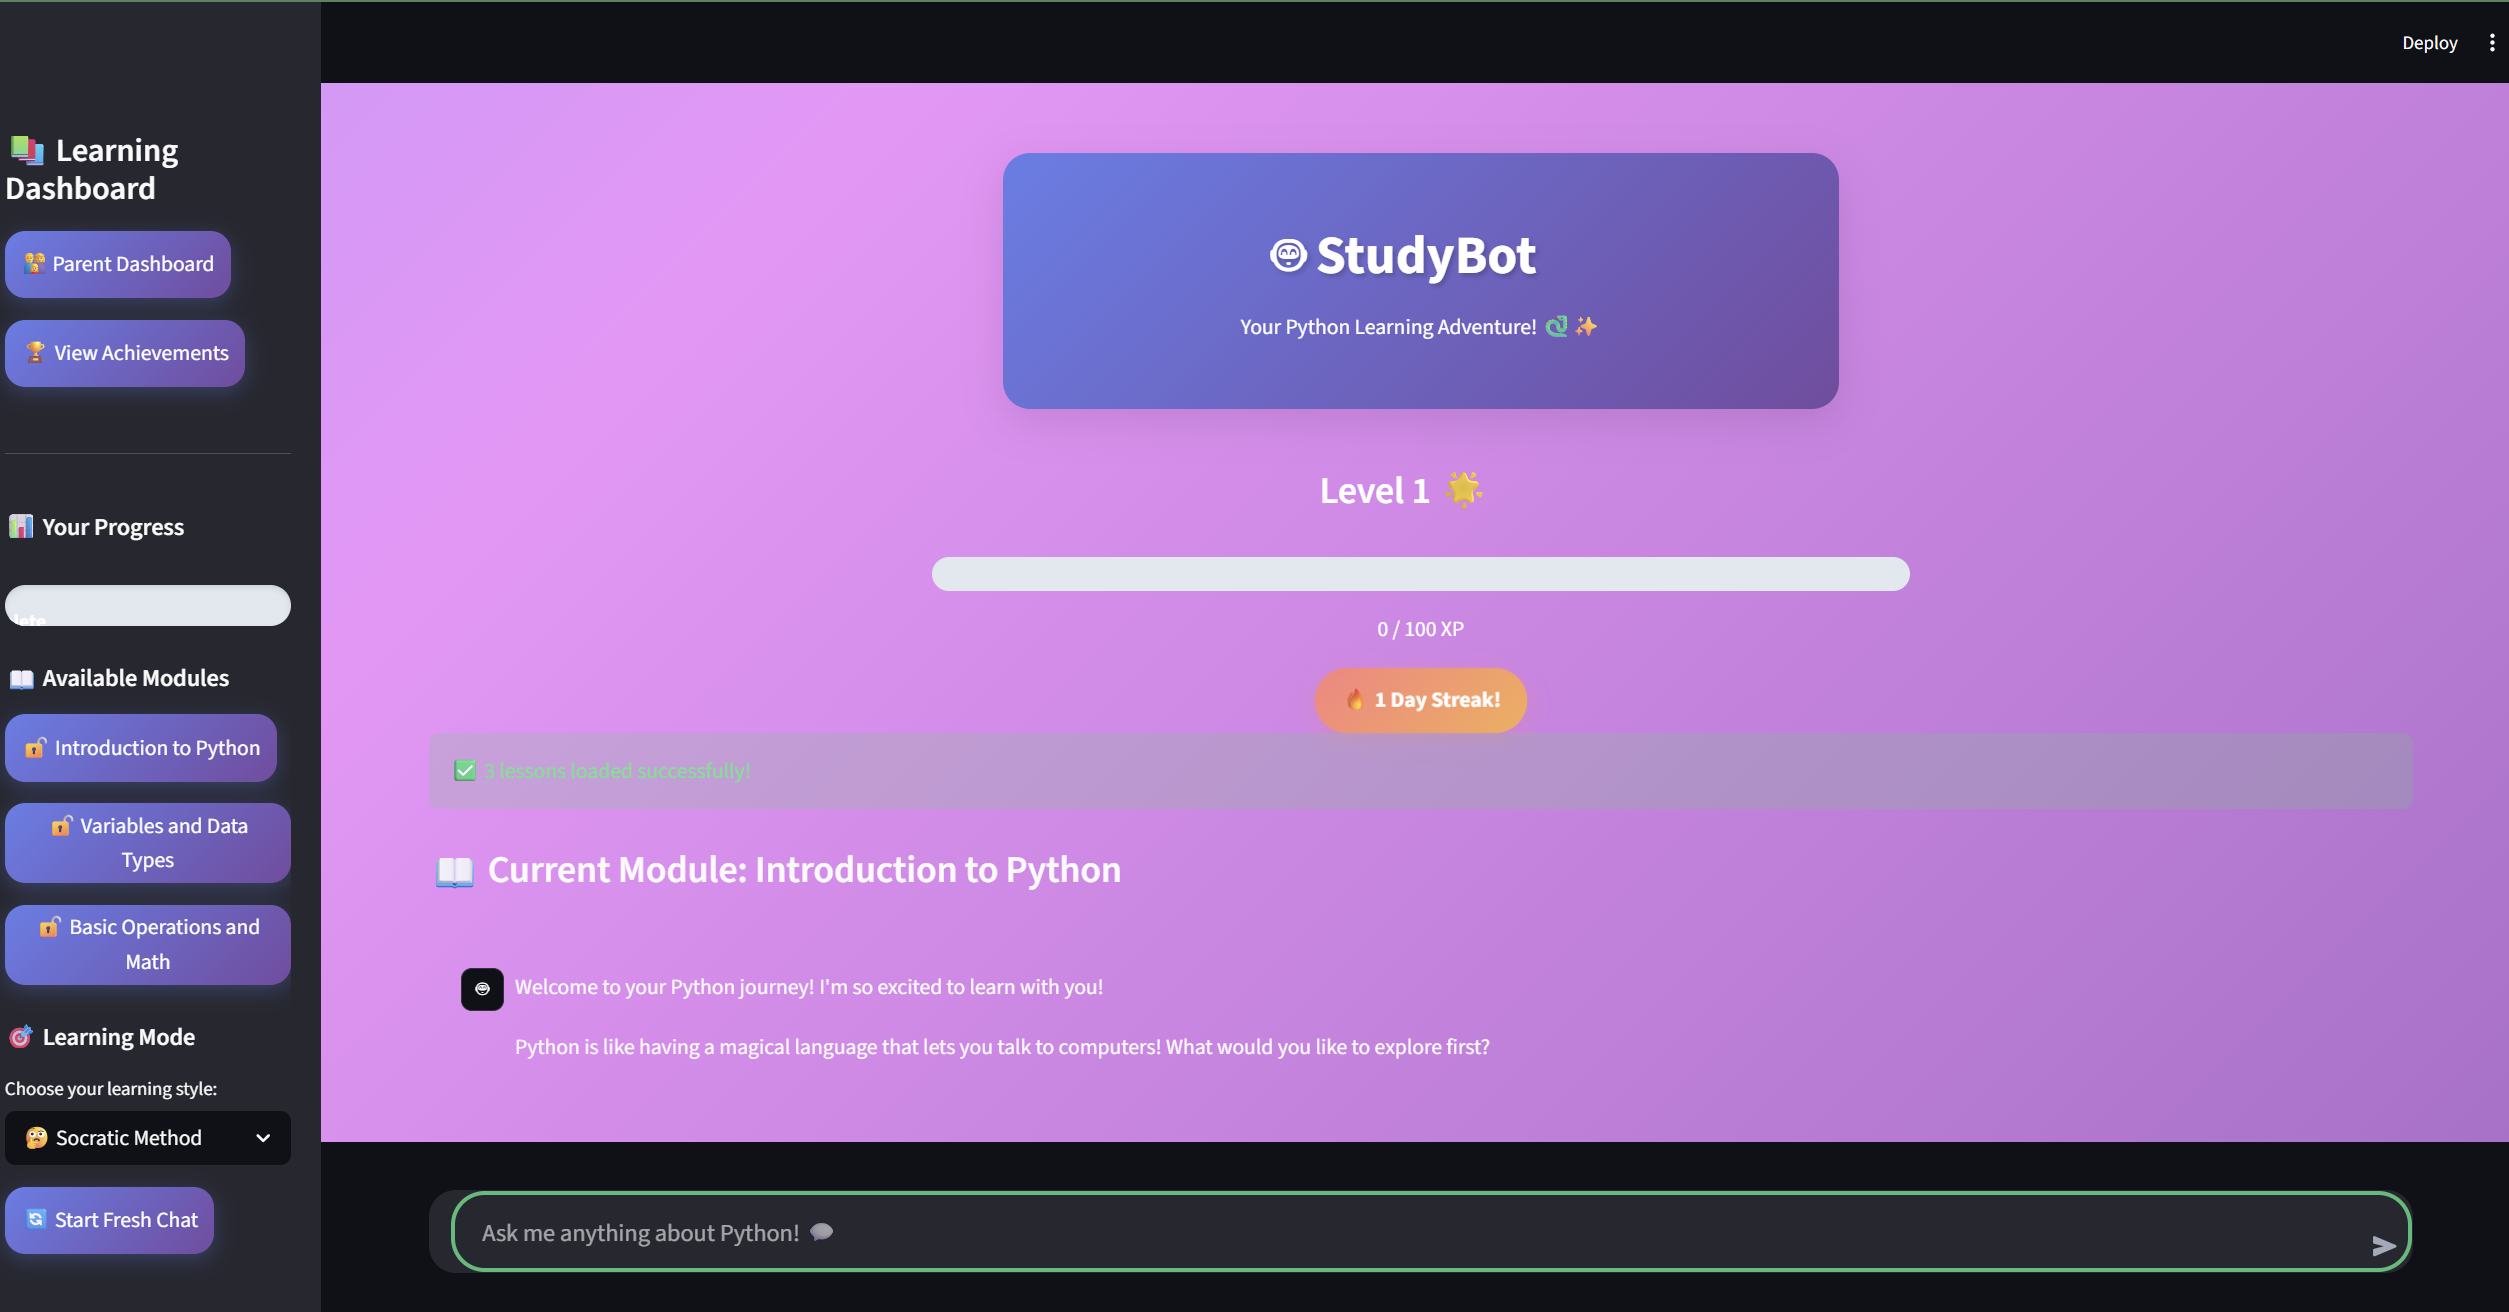 Deploy
📚 Learning
Dashboard
👨‍👩‍👦 Parent Dashboard
🏆 View Achievements
📊 Your Progress
lete
📖 Available Modules
🔓 Introduction to Python
🔓 Variables and Data
Types
🔓 Basic Operations and
Math
🎯 Learning Mode
Choose your learning style:
🤔 Socratic Method
🔄 Start Fresh Chat
StudyBot
Your Python Learning Adventure! 🐍✨
Level 1 🌟
0 / 100 XP
🔥 1 Day Streak!
✅ 3 lessons loaded successfully!
📖 Current Module: Introduction to Python
Welcome to your Python journey! I'm so excited to learn with you!
Python is like having a magical language that lets you talk to computers! What would you like to explore first?
Ask me anything about Python! 💬